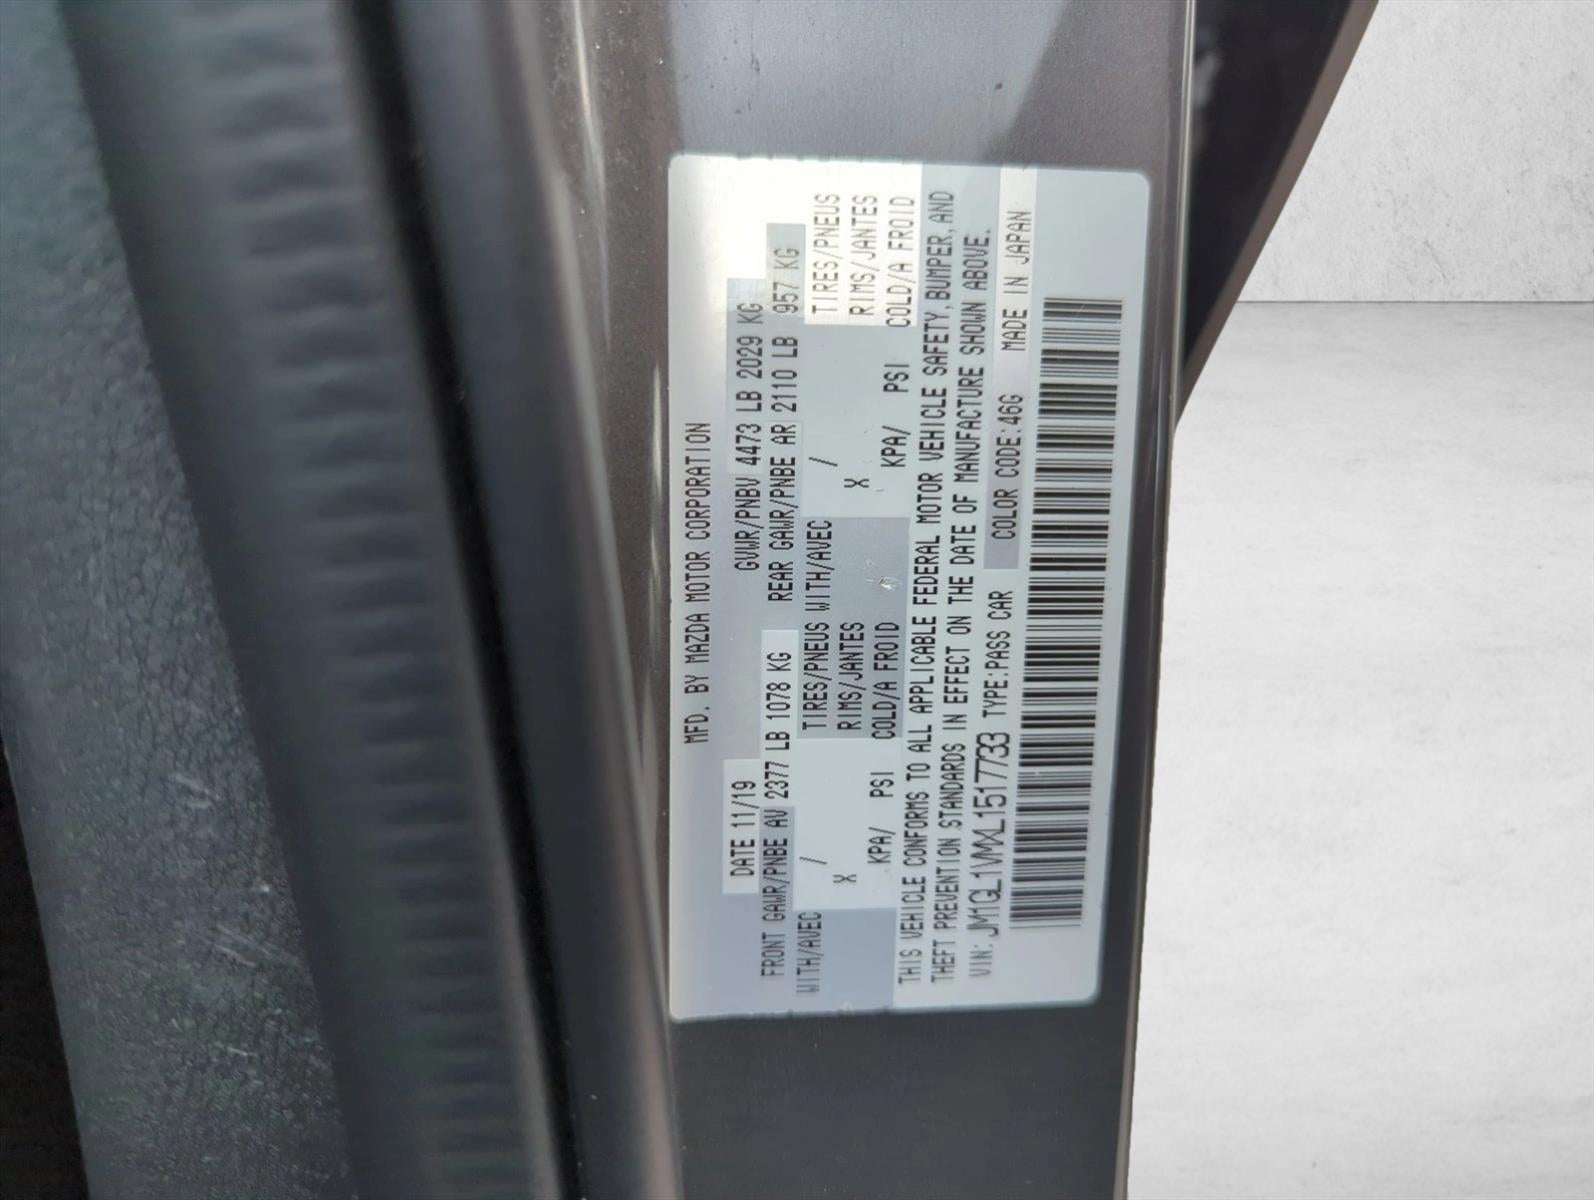 MFD. BY MAZDA MOTOR CORPORATION
DATE 11/19 GVWR/PNBV 4473 LB 2029 KG
FRONT GAWR/PNBE AV 2377 LB 1078 KG REAR GAWR/PNBE AR 2110 LB 957 KG
WITH/AVEC / TIRES/PNEUS WITH/AVEC / TIRES/PNEUS
X RIMS/JANTES X RIMS/JANTES
KPA/ PSI COLD/A FROID KPA/ PSI COLD/A FROID
THIS VEHICLE CONFORMS TO ALL APPLICABLE FEDERAL MOTOR VEHICLE SAFETY, BUMPER, AND
THEFT PREVENTION STANDARDS IN EFFECT ON THE DATE OF MANUFACTURE SHOWN ABOVE.
VIN: JM1GL1VMXL1517733 TYPE:PASS CAR COLOR CODE:46G MADE IN JAPAN